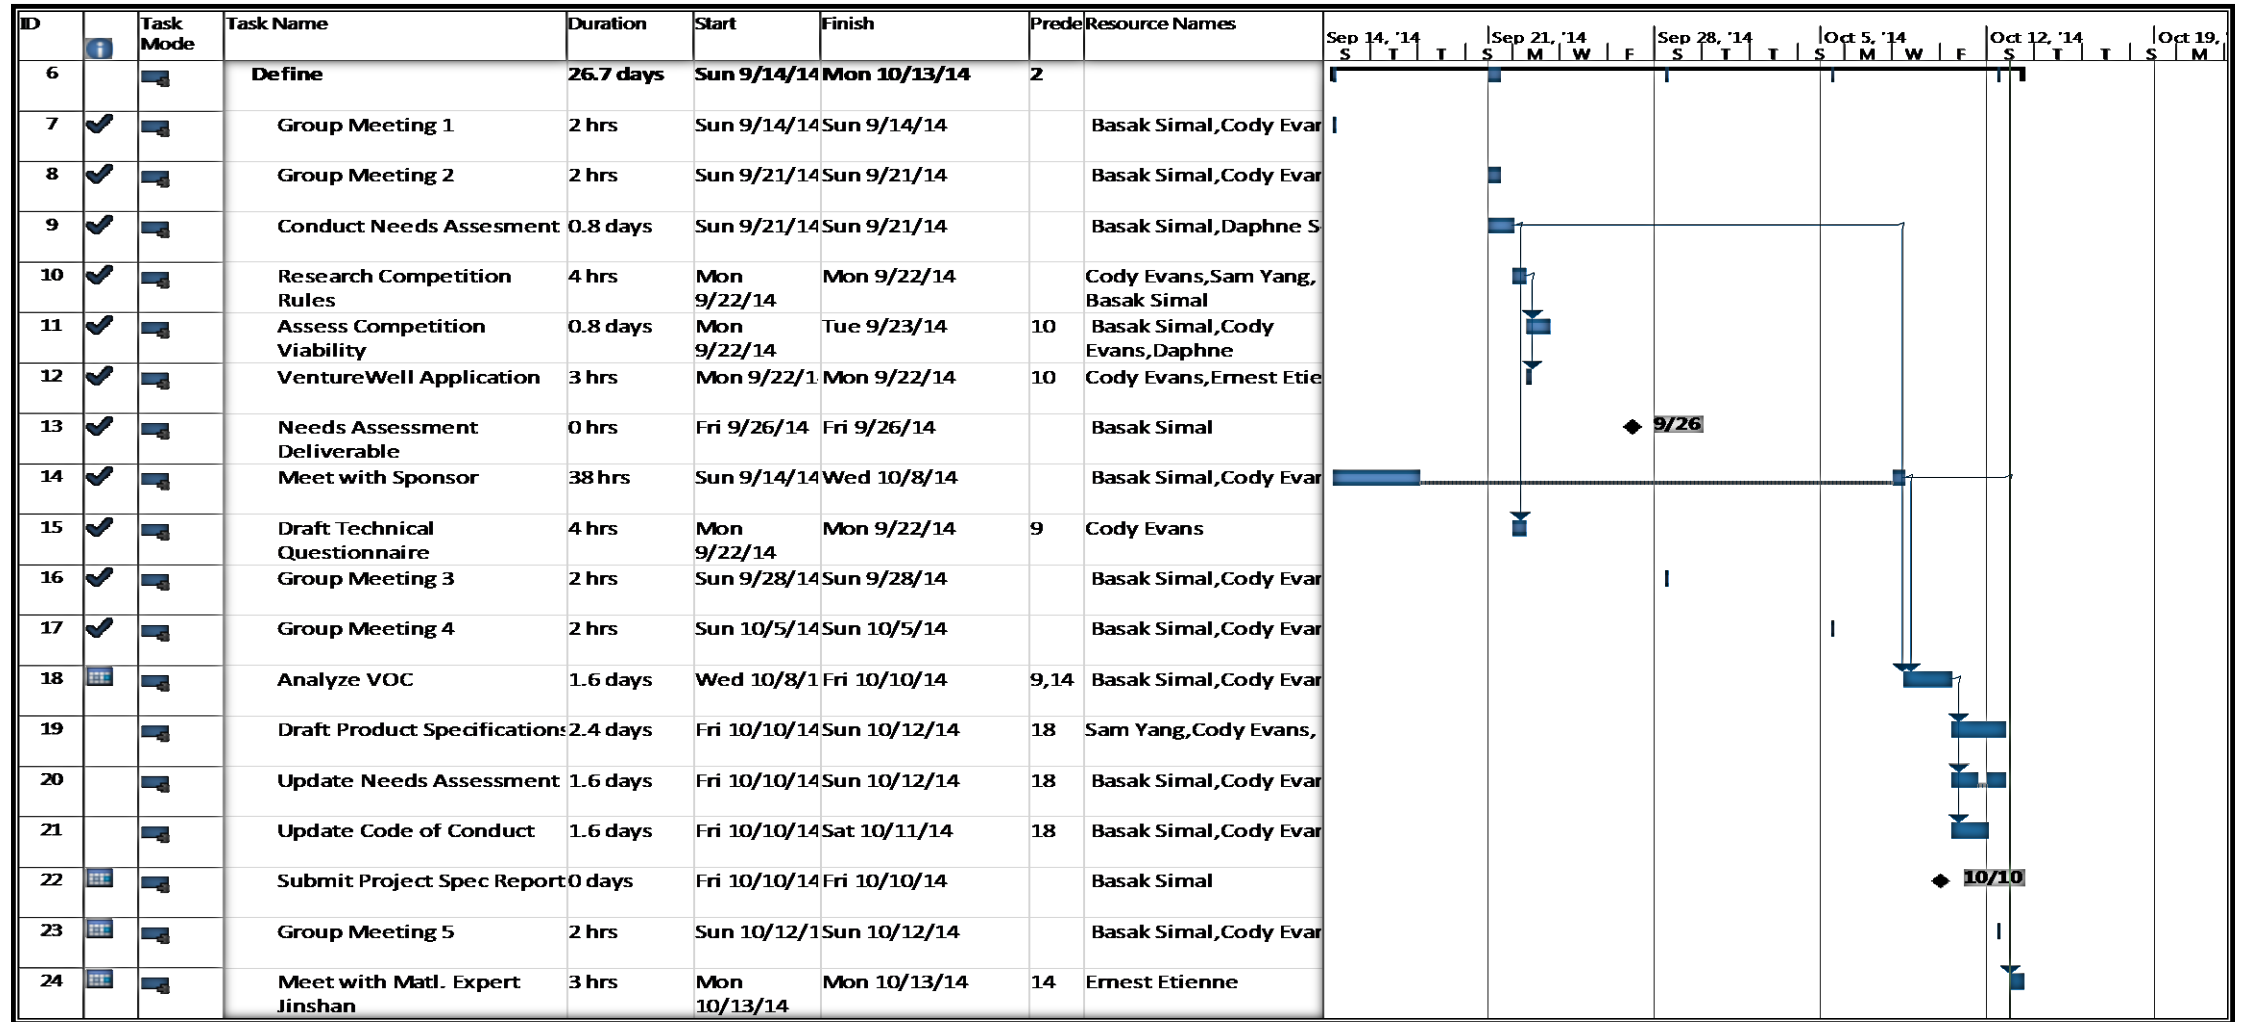 ID Task Mode Task Name Duration Start Finish Prede Resource Names
Sep 14, '14 Sep 21, '14 Sep 28, '14 Oct 5, '14 Oct 12, '14 Oct 19, '
S T T S M W F S T T S M W F S T T S M
6 Define 26.7 days Sun 9/14/14 Mon 10/13/14 2
7 Group Meeting 1 2 hrs Sun 9/14/14 Sun 9/14/14 Basak Simal,Cody Evar
8 Group Meeting 2 2 hrs Sun 9/21/14 Sun 9/21/14 Basak Simal,Cody Evar
9 Conduct Needs Assesment 0.8 days Sun 9/21/14 Sun 9/21/14 Basak Simal,Daphne S
10 Research Competition Rules 4 hrs Mon 9/22/14 Mon 9/22/14 Cody Evans,Sam Yang, Basak Simal
11 Assess Competition Viability 0.8 days Mon 9/22/14 Tue 9/23/14 10 Basak Simal,Cody Evans,Daphne
12 VentureWell Application 3 hrs Mon 9/22/1 Mon 9/22/14 10 Cody Evans,Ernest Etie
13 Needs Assessment Deliverable 0 hrs Fri 9/26/14 Fri 9/26/14 Basak Simal 9/26
14 Meet with Sponsor 38 hrs Sun 9/14/14 Wed 10/8/14 Basak Simal,Cody Evar
15 Draft Technical Questionnaire 4 hrs Mon 9/22/14 Mon 9/22/14 9 Cody Evans
16 Group Meeting 3 2 hrs Sun 9/28/14 Sun 9/28/14 Basak Simal,Cody Evar
17 Group Meeting 4 2 hrs Sun 10/5/14 Sun 10/5/14 Basak Simal,Cody Evar
18 Analyze VOC 1.6 days Wed 10/8/1 Fri 10/10/14 9,14 Basak Simal,Cody Evar
19 Draft Product Specifications 2.4 days Fri 10/10/14 Sun 10/12/14 18 Sam Yang,Cody Evans,
20 Update Needs Assessment 1.6 days Fri 10/10/14 Sun 10/12/14 18 Basak Simal,Cody Evar
21 Update Code of Conduct 1.6 days Fri 10/10/14 Sat 10/11/14 18 Basak Simal,Cody Evar
22 Submit Project Spec Report 0 days Fri 10/10/14 Fri 10/10/14 Basak Simal 10/10
23 Group Meeting 5 2 hrs Sun 10/12/1 Sun 10/12/14 Basak Simal,Cody Evar
24 Meet with Matl. Expert Jinshan 3 hrs Mon 10/13/14 Mon 10/13/14 14 Ernest Etienne